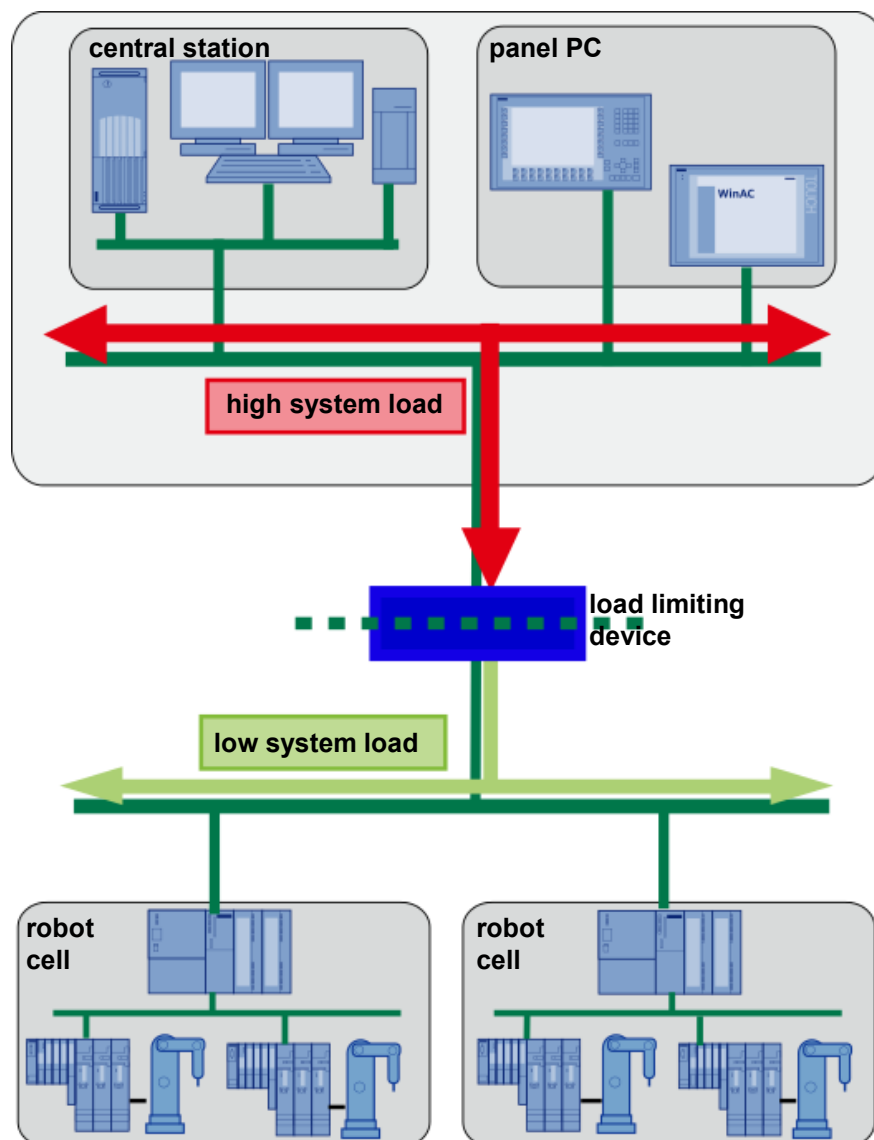 central station
panel PC
WinAC
high system load
load limiting
device
low system load
robot
cell
robot
cell